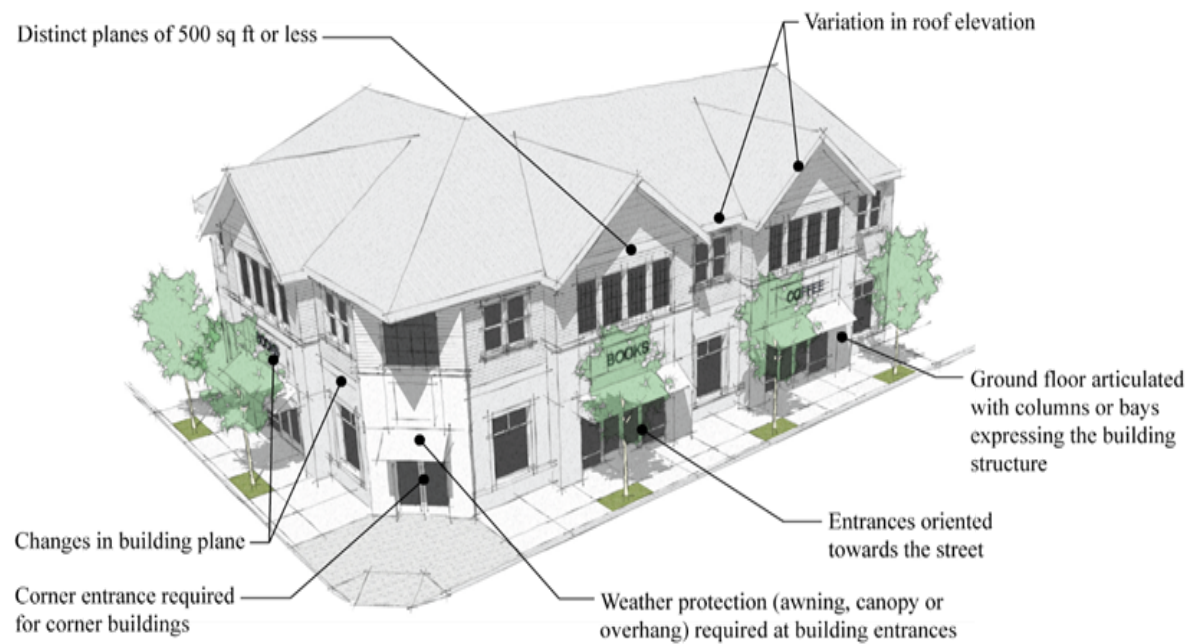 Distinct planes of 500 sq ft or less
Variation in roof elevation
COFFEE
BOOKS
Ground floor articulated
with columns or bays
expressing the building
structure
Entrances oriented
towards the street
Changes in building plane
Corner entrance required
for corner buildings
Weather protection (awning, canopy or
overhang) required at building entrances